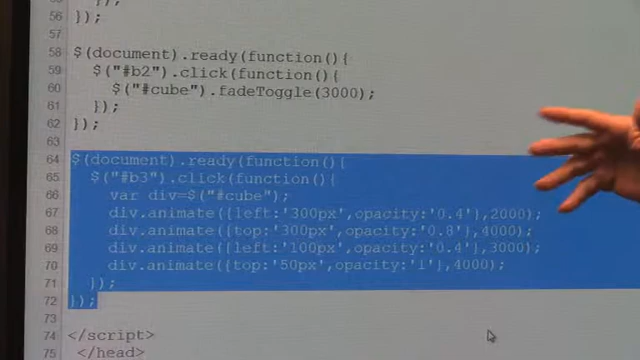 55 });
56 });
57
58 $(document).ready(function(){
59 $("#b2").click(function(){
60 $("#cube").fadeToggle(3000);
61 });
62 });
63
64 $(document).ready(function(){
65 $("#b3").click(function(){
66 var div=$("#cube");
67 div.animate({left:'300px',opacity:'0.4'},2000);
68 div.animate({top:'300px',opacity:'0.8'},4000);
69 div.animate({left:'100px',opacity:'0.4'},3000);
70 div.animate({top:'50px',opacity:'1'},4000);
71 });
72 });
73
74 </script>
75 </head>